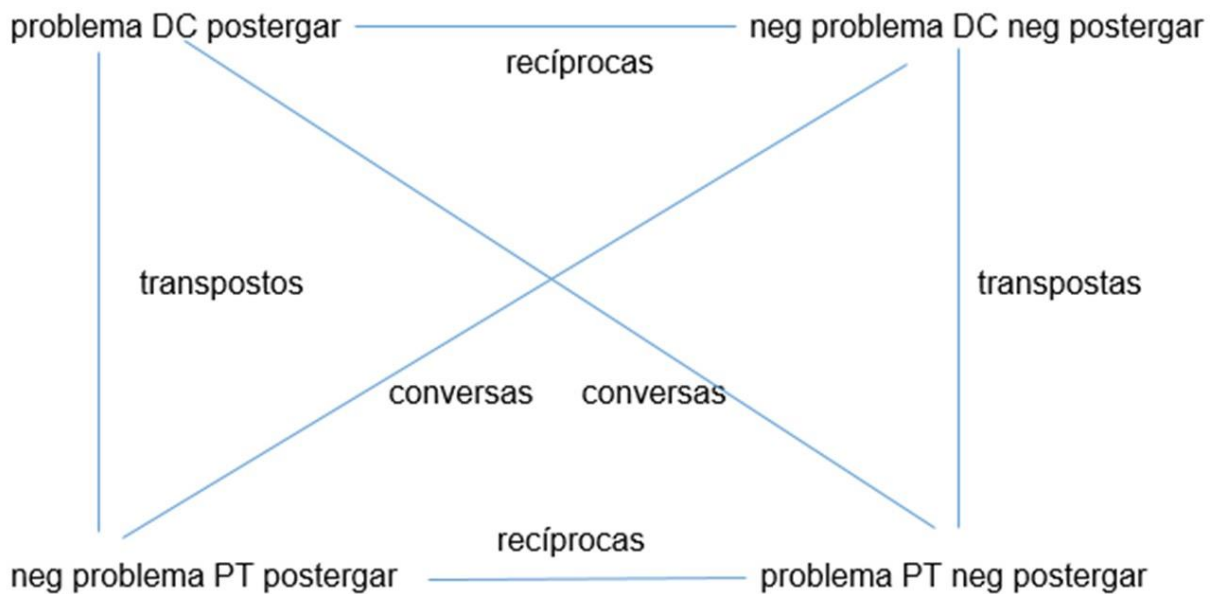 problema DC postergar
neg problema DC neg postergar
recíprocas
transpostos
transpostas
conversas
conversas
recíprocas
neg problema PT postergar
problema PT neg postergar